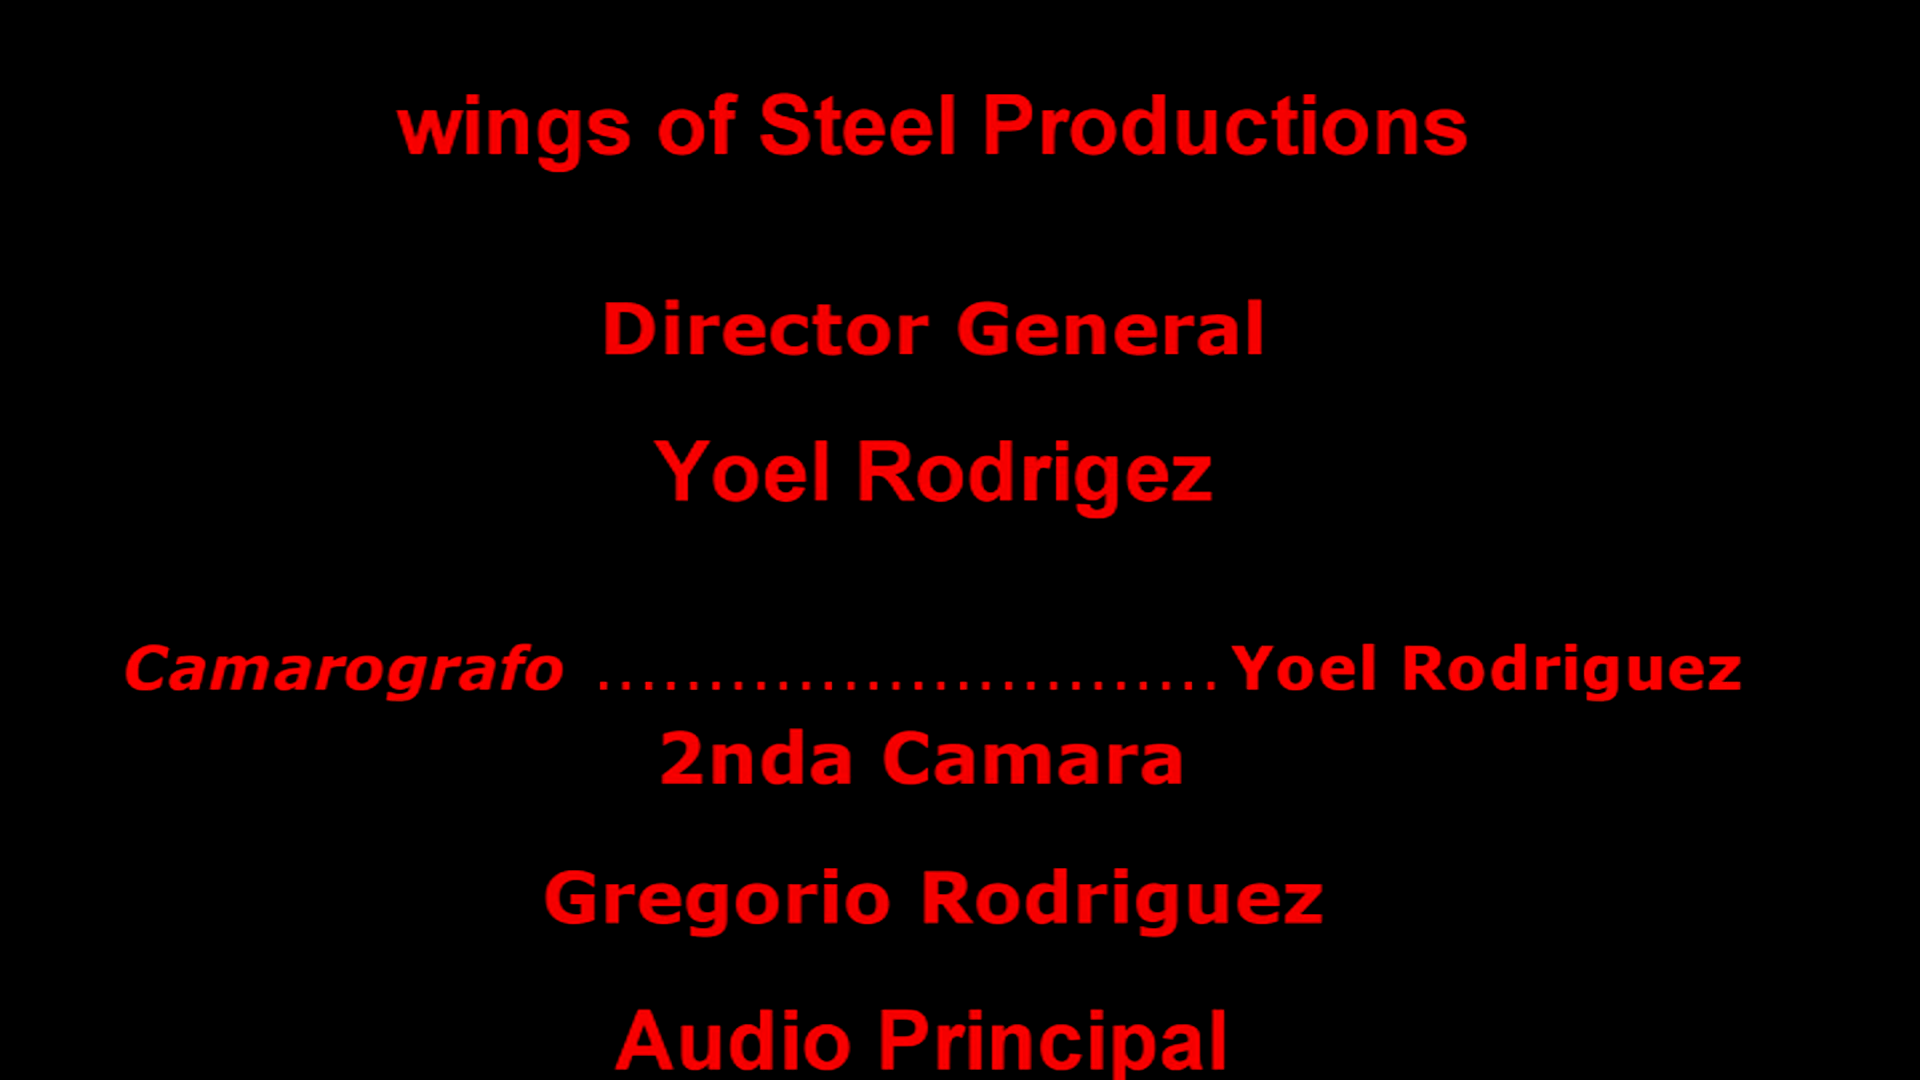 wings of Steel Productions
Director General
Yoel Rodrigez
Camarografo ............................ Yoel Rodriguez
2nda Camara
Gregorio Rodriguez
Audio Principal